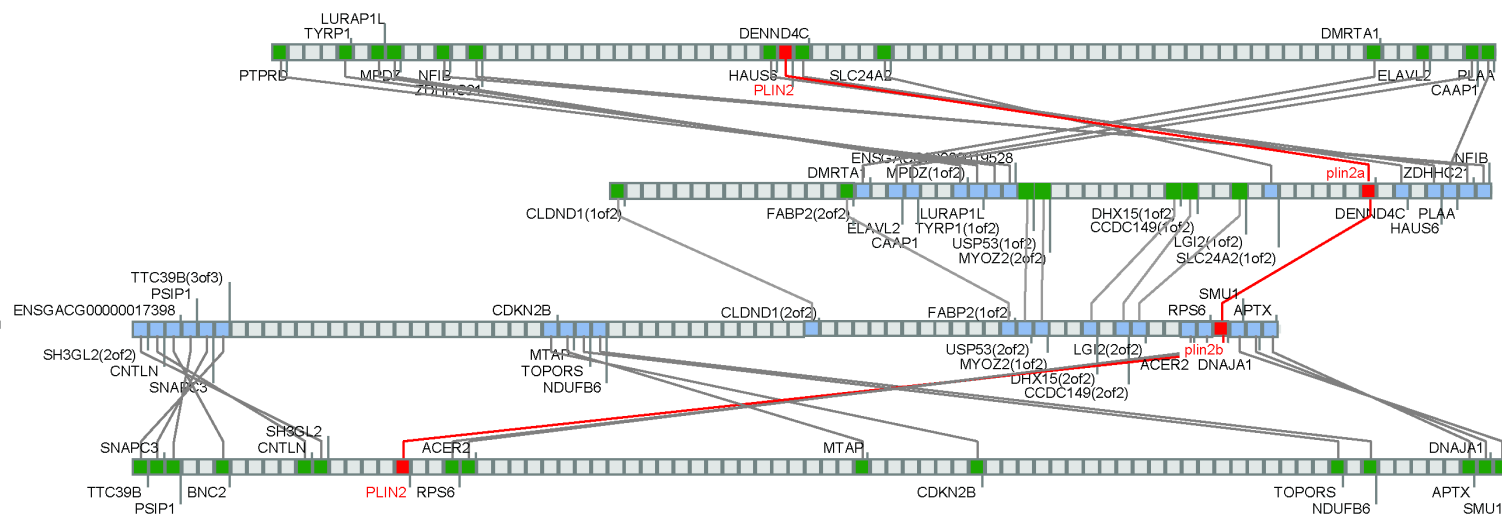 LURAP1L
TYRP1 DENND4C DMRTA1
PTPRD MPDZ NFIB HAUS6 SLC24A2 ELAVL2 PLAA
PLIN2 CAAP1
NFIB
DMRTA1 MPDZ(1of2) plin2a ZDHHC21
CLDND1(1of2) FABP2(2of2) LURAP1L DHX15(1of2) DENND4C PLAA
ELAVL2 TYRP1(1of2) CCDC149(1of2) HAUS6
CAAP1 USP53(1of2) LGI2(1of2)
MYOZ2(2of2) SLC24A2(1of2)
TTC39B(3of3)
PSIP1 SMU1
ENSGACG00000017398 CDKN2B CLDND1(2of2) FABP2(1of2) RPS6 APTX
SH3GL2(2of2) MTAP USP53(2of2) LGI2(2of2) plin2b
CNTLN TOPORS MYOZ2(1of2) ACER2 DNAJA1
SNAPC3 NDUFB6 DHX15(2of2)
CCDC149(2of2)
SH3GL2
SNAPC3 CNTLN ACER2 MTAP DNAJA1
TTC39B BNC2 PLIN2 RPS6 CDKN2B TOPORS APTX
PSIP1 NDUFB6 SMU1